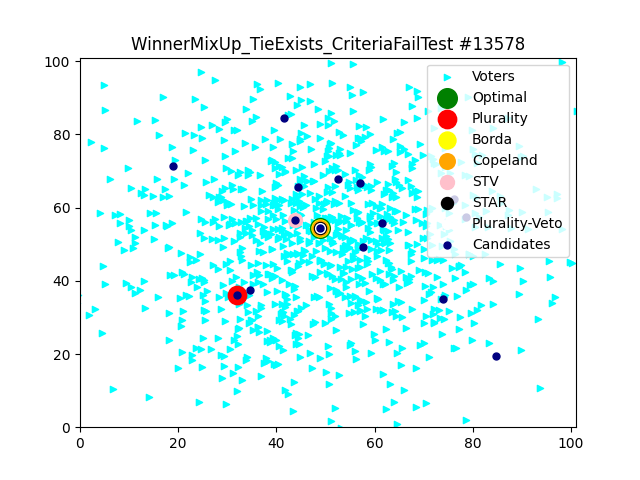 WinnerMixUp_TieExists_CriteriaFailTest #13578
100
80
60
40
20
0
0
20
40
60
80
100
Voters
Optimal
Plurality
Borda
Copeland
STV
STAR
Plurality-Veto
Candidates